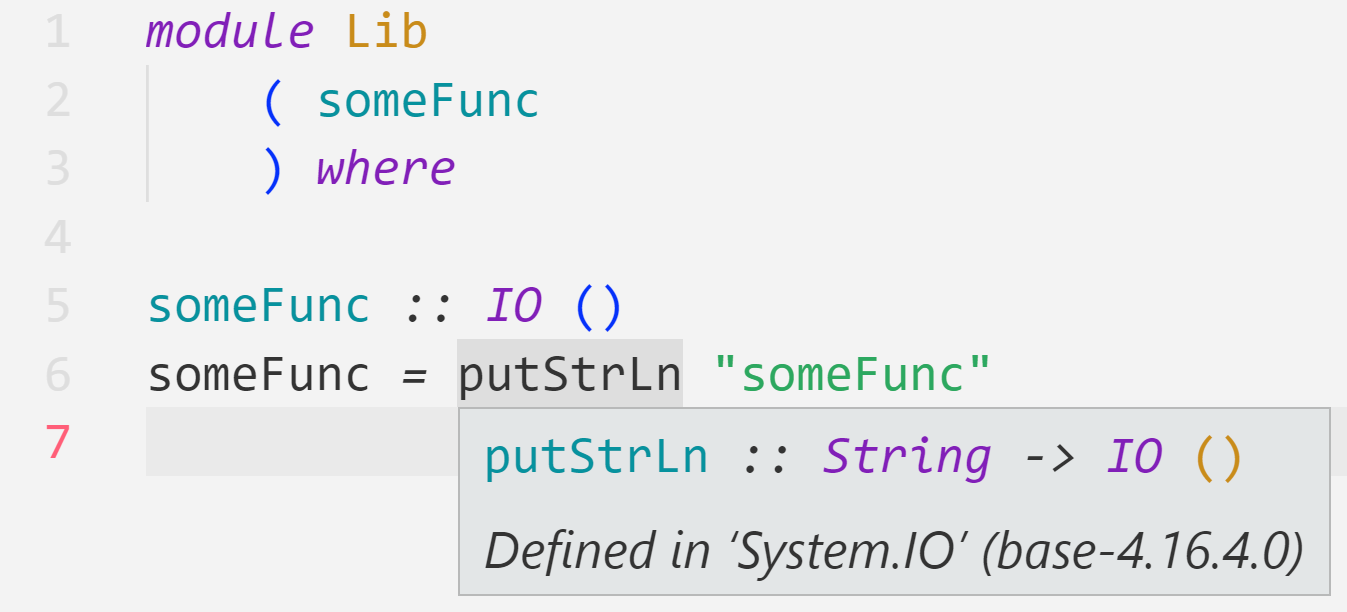 1 module Lib
2 ( someFunc
3 ) where
4
5 someFunc :: IO ()
6 someFunc = putStrLn "someFunc"
7
putStrLn :: String -> IO ()
Defined in ‘System.IO’ (base-4.16.4.0)